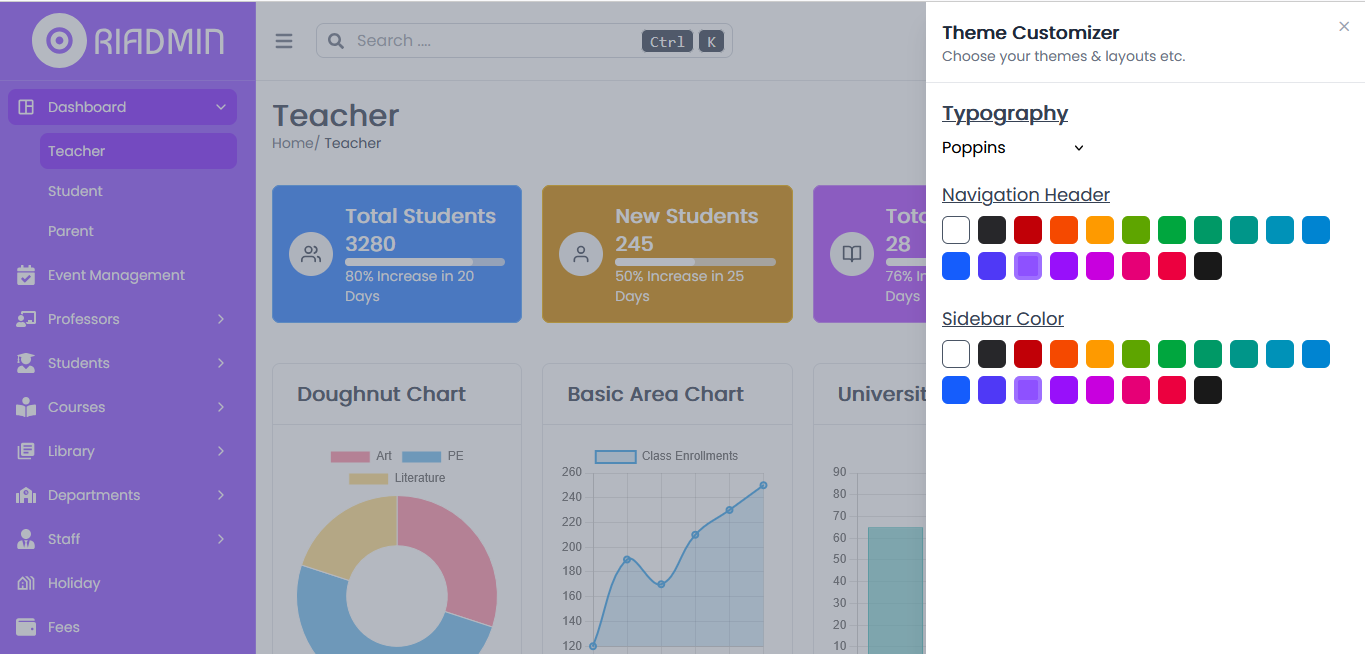 RIADMIN
Dashboard
Teacher
Student
Parent
Event Management
Professors
Students
Courses
Library
Departments
Staff
Holiday
Fees
Search ....
Ctrl K
Teacher
Home/ Teacher
Total Students
3280
80% Increase in 20
Days
New Students
245
50% Increase in 25
Days
28
Days
Doughnut Chart
Art PE
Literature
Basic Area Chart
Class Enrollments
260
240
220
200
180
160
140
120
90
80
70
60
50
40
30
20
10
Theme Customizer
Choose your themes & layouts etc.
Typography
Poppins
Navigation Header
Sidebar Color